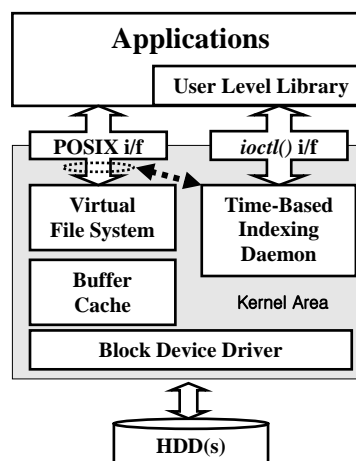 Applications
User Level Library
POSIX i/f
ioctl() i/f
Virtual
File System
Time-Based
Indexing
Daemon
Buffer
Cache
Kernel Area
Block Device Driver
HDD(s)